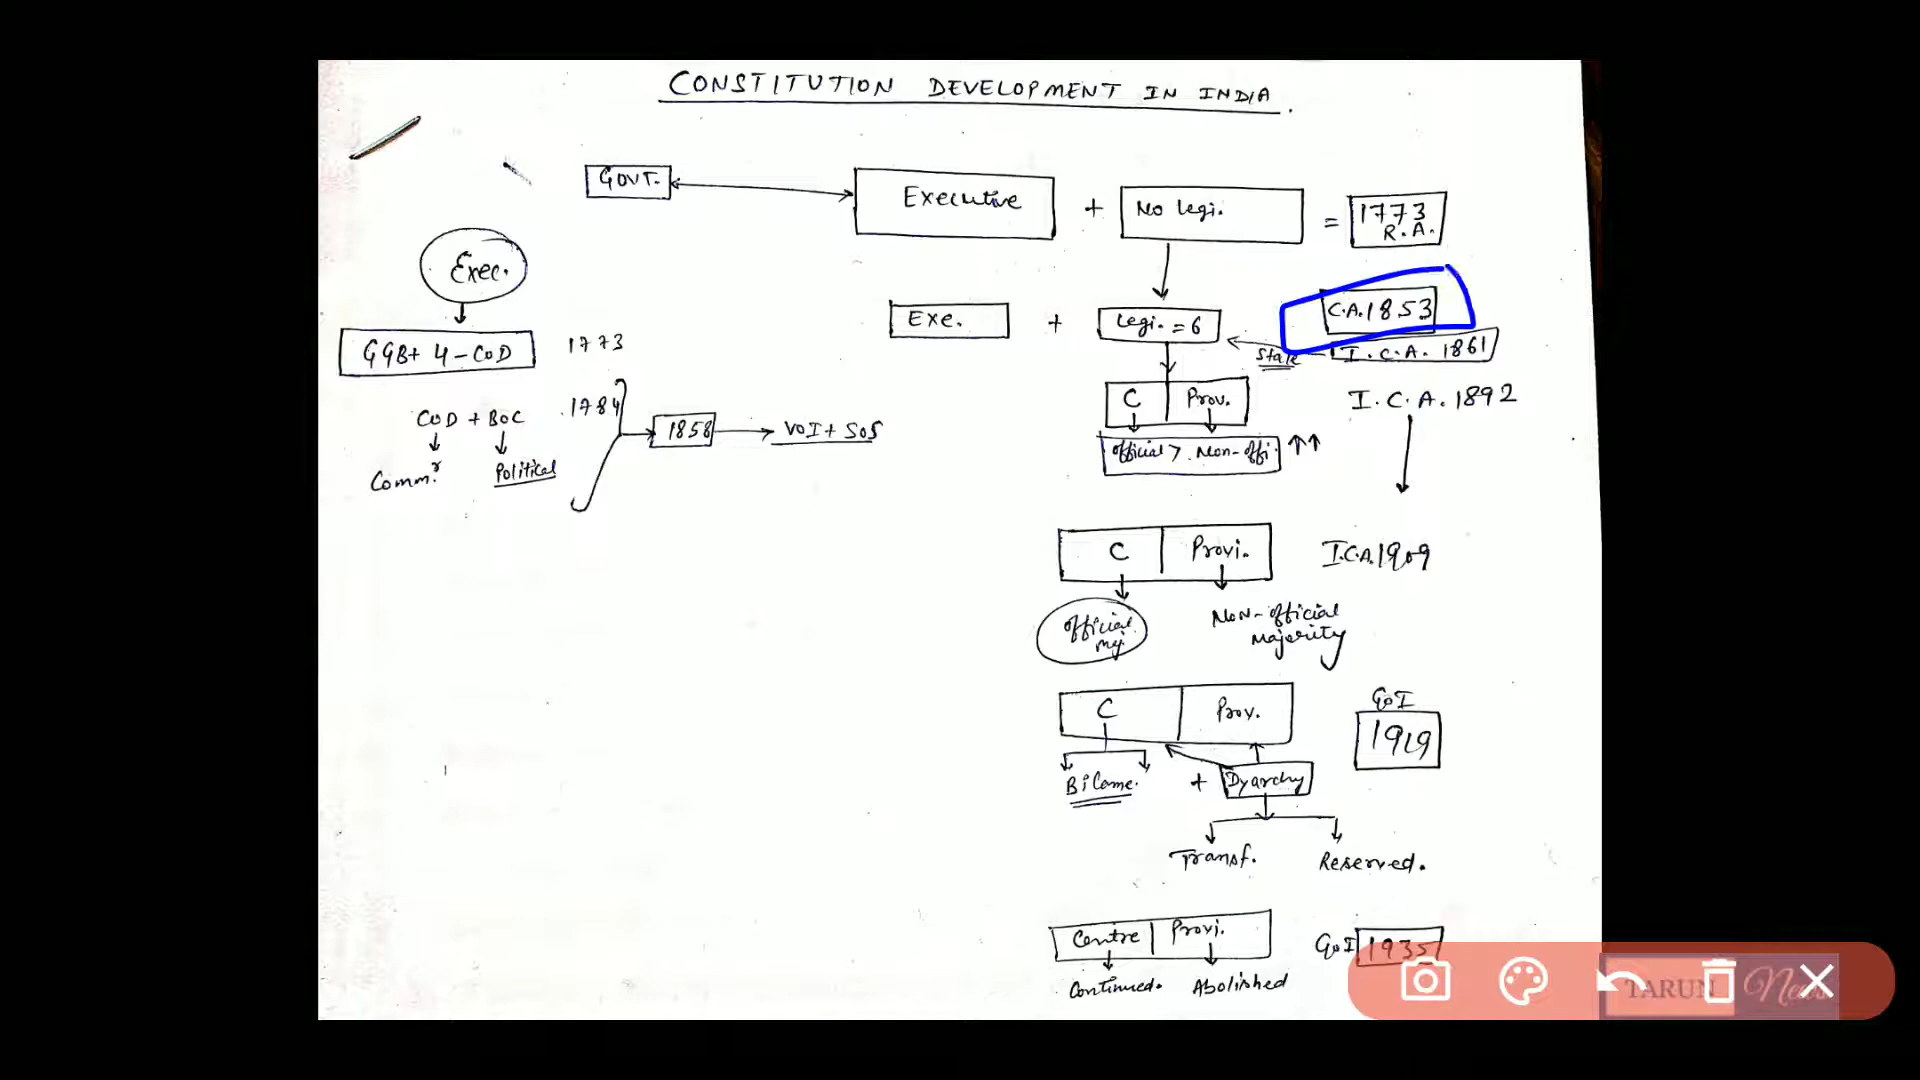 CONSTITUTION DEVELOPMENT IN INDIA.
GOVT. Executive + No legi. = 1773 R.A.
Exec.
GGB+ 4-COD 1773
COD + BOC 1784
Comm. Political
1858 VOI + SOS
Exe. + Legi. = 6 C.A.1853
State I.C.A. 1861
C Prov. I.C.A. 1892
official > Non-offi.
C Provi. I.C.A.1909
official Non-official majority
C Prov. GOI 1919
Bicame. + Dyarchy
Transf. Reserved.
Centre Provi. GOI 1935
Continued. Abolished
TARUN News